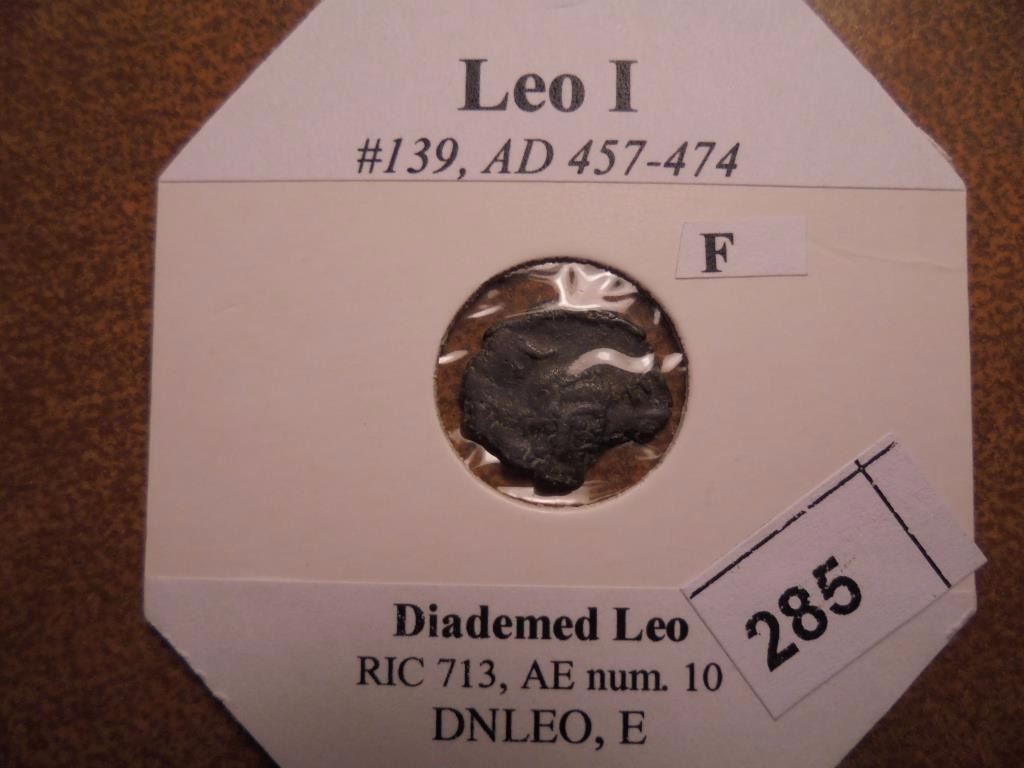 Leo I
#139, AD 457-474
F
285
Diademed Leo
RIC 713, AE num. 10
DNLEO, E